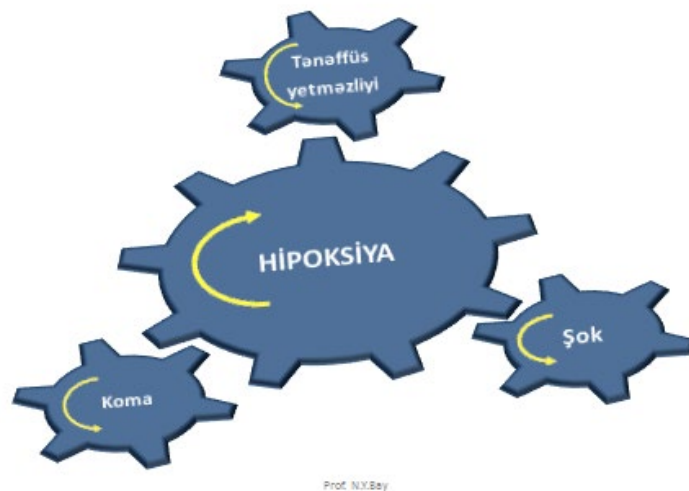 Tənəffüs
yetməzliyi
HİPOKSİYA
Şok
Koma
Prof. N.Y.Bay